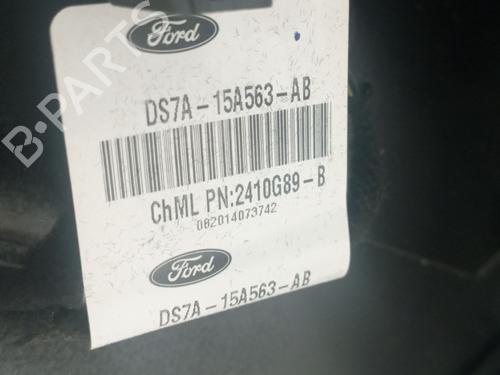 Ford
DS7A-15A563-AB
ChML PN:2410G89-B
082014073742
Ford
DS7A-15A563-AB
B-PARTS